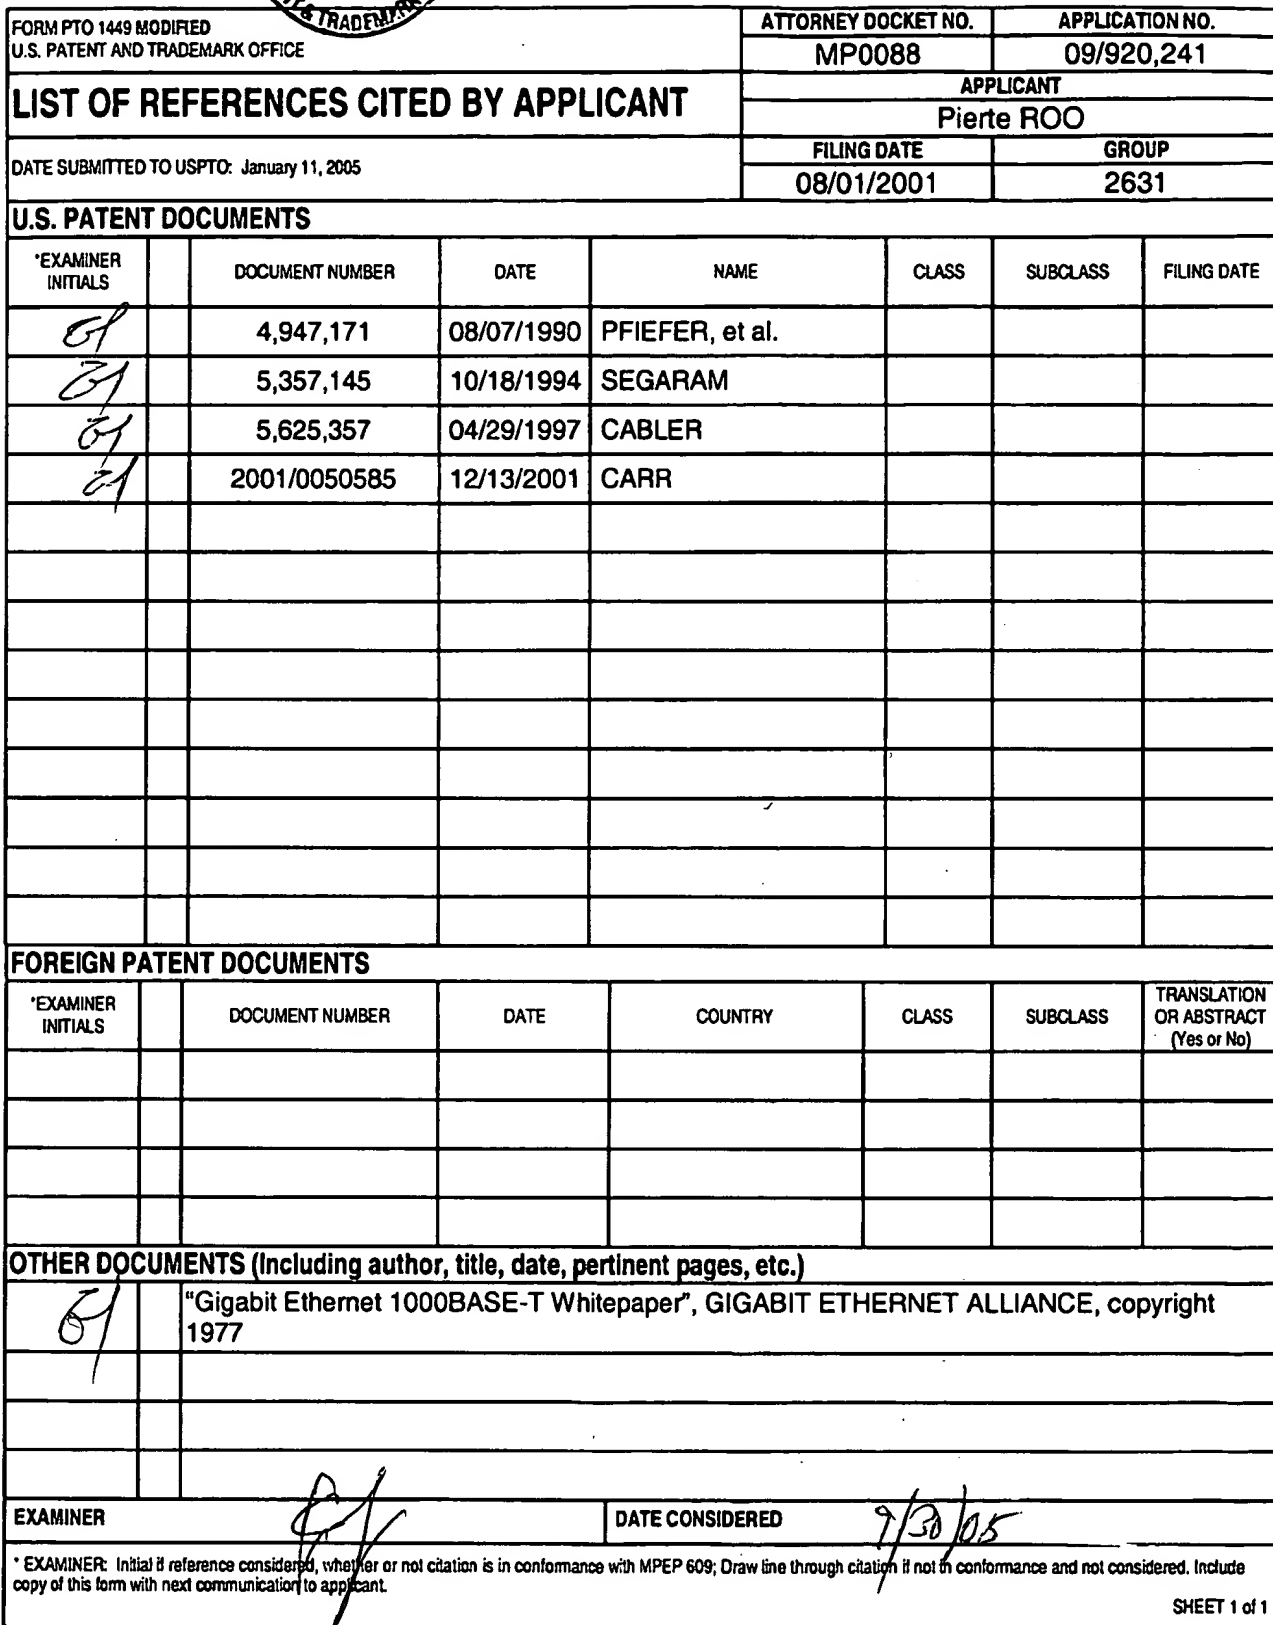 & TRADEMARK
FORM PTO 1449 MODIFIED
U.S. PATENT AND TRADEMARK OFFICE
ATTORNEY DOCKET NO.
APPLICATION NO.
MP0088
09/920,241
LIST OF REFERENCES CITED BY APPLICANT
APPLICANT
Pierte ROO
DATE SUBMITTED TO USPTO: January 11, 2005
FILING DATE
GROUP
08/01/2001
2631
U.S. PATENT DOCUMENTS
*EXAMINER INITIALS DOCUMENT NUMBER DATE NAME CLASS SUBCLASS FILING DATE
4,947,171 08/07/1990 PFIEFER, et al.
5,357,145 10/18/1994 SEGARAM
5,625,357 04/29/1997 CABLER
2001/0050585 12/13/2001 CARR
FOREIGN PATENT DOCUMENTS
*EXAMINER INITIALS DOCUMENT NUMBER DATE COUNTRY CLASS SUBCLASS TRANSLATION OR ABSTRACT (Yes or No)
OTHER DOCUMENTS (Including author, title, date, pertinent pages, etc.)
"Gigabit Ethernet 1000BASE-T Whitepaper", GIGABIT ETHERNET ALLIANCE, copyright
1977
EXAMINER
DATE CONSIDERED 9/30/05
* EXAMINER: Initial if reference considered, whether or not citation is in conformance with MPEP 609; Draw line through citation if not in conformance and not considered. Include
copy of this form with next communication to applicant.
SHEET 1 of 1